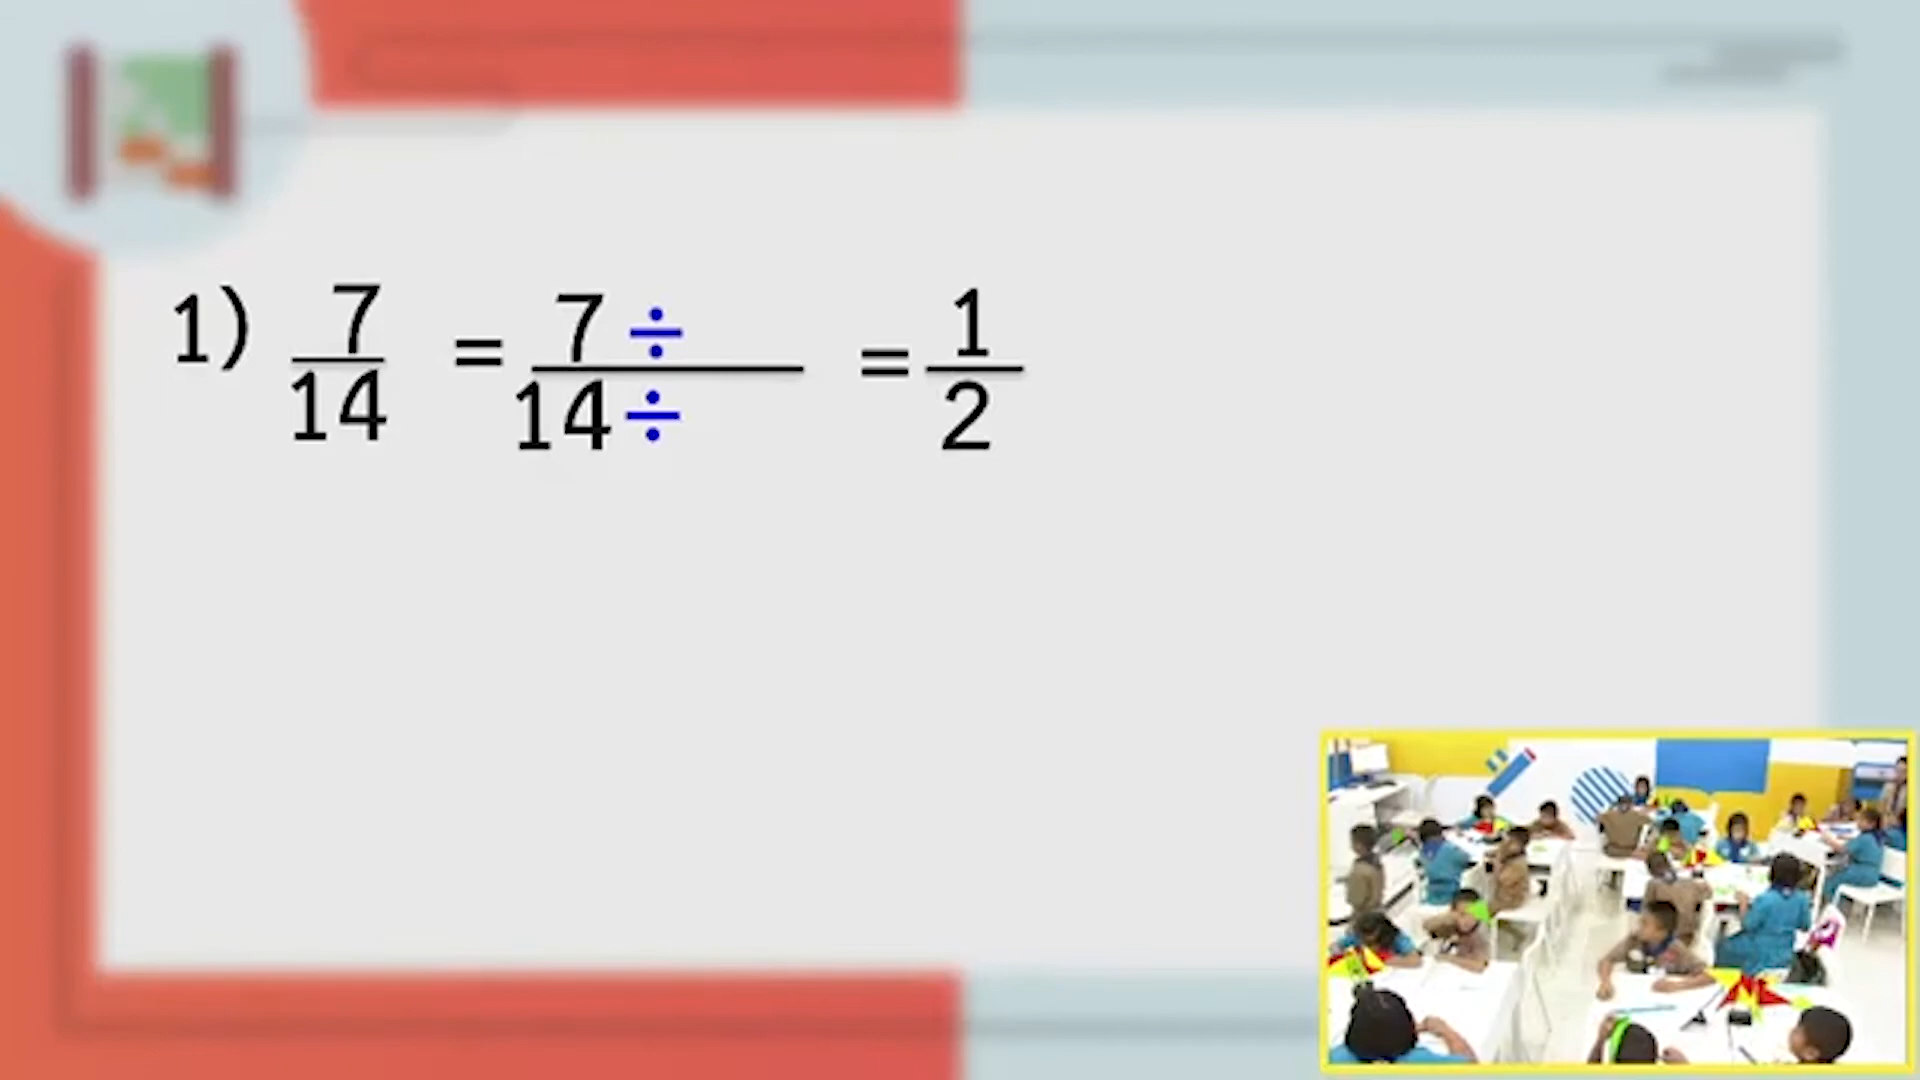 1) 7/14 = 7 ÷ / 14 ÷ = 1/2